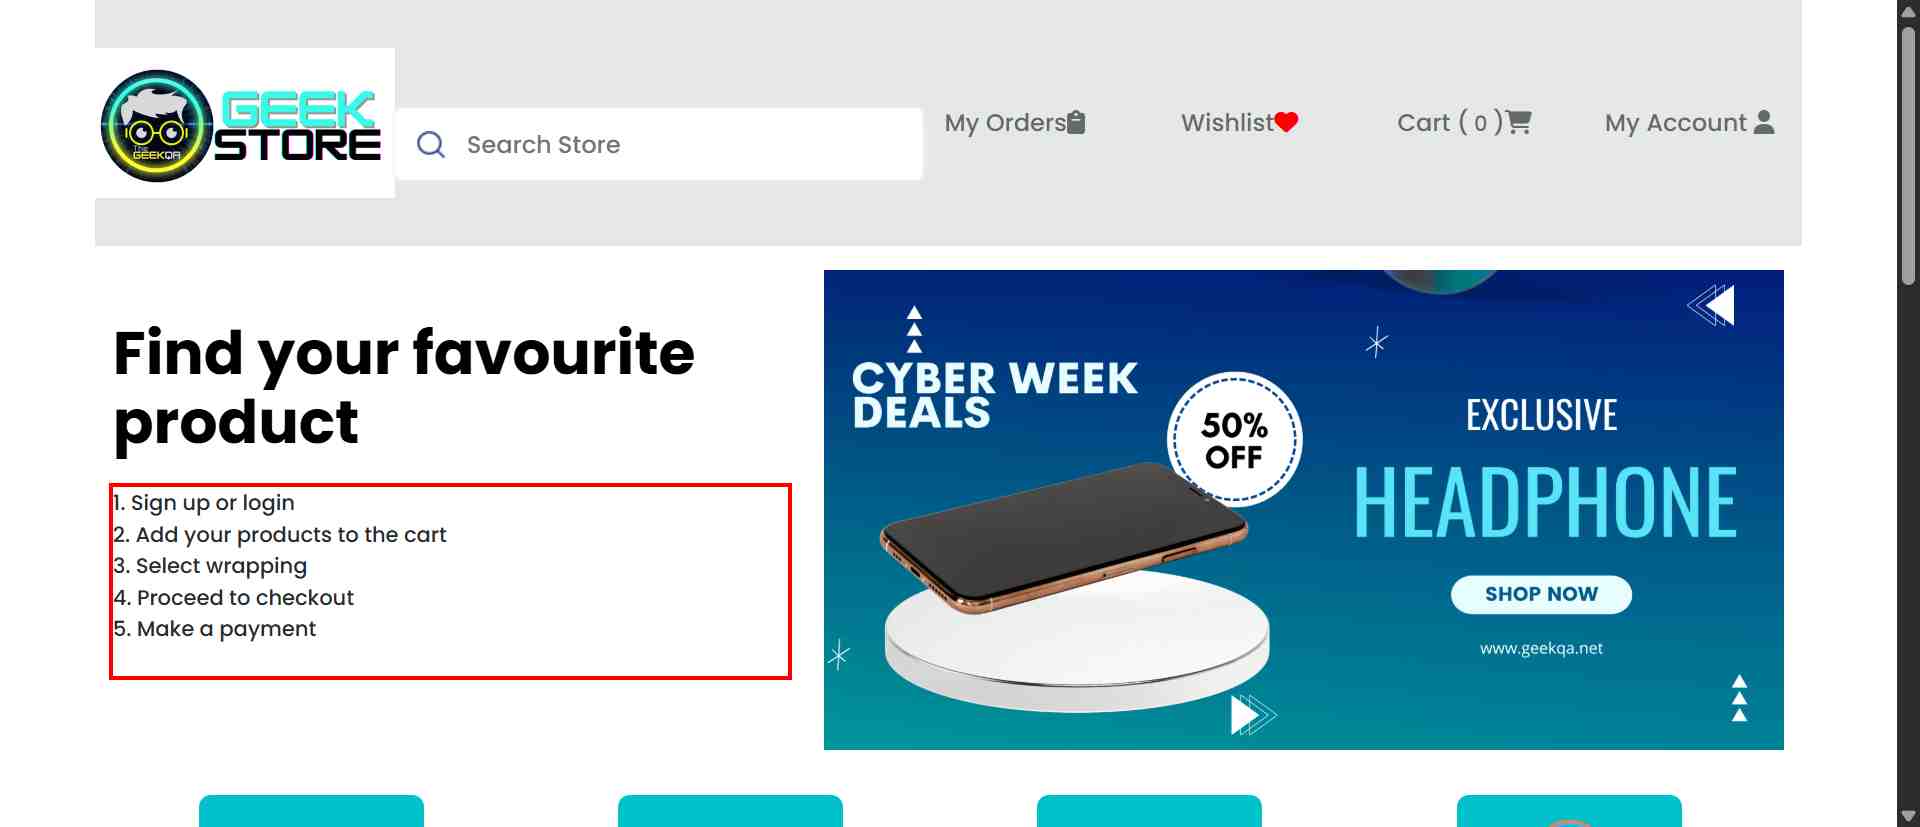 The
GEEKQA
GEEK
STORE
Search Store
My Orders
Wishlist
Cart ( 0 )
My Account
Find your favourite
product
1. Sign up or login
2. Add your products to the cart
3. Select wrapping
4. Proceed to checkout
5. Make a payment
CYBER WEEK
DEALS
50%
OFF
EXCLUSIVE
HEADPHONE
SHOP NOW
www.geekqa.net